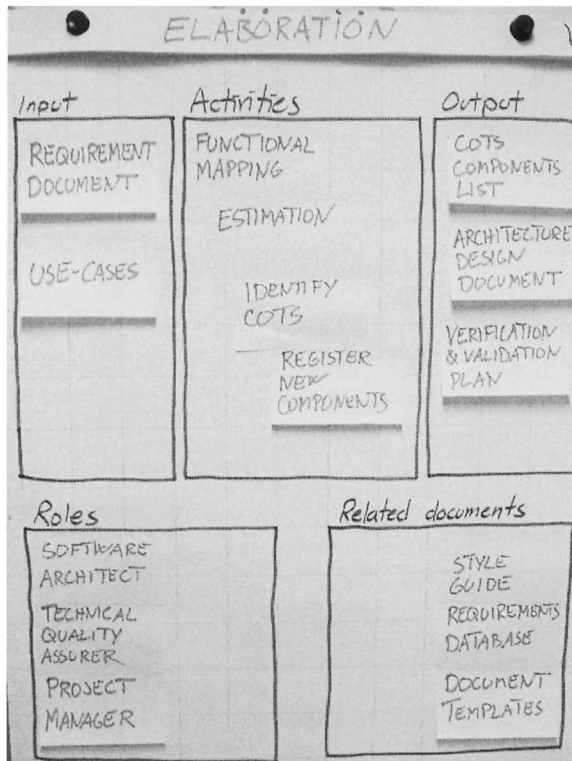 ELABORATION
Input
REQUIREMENT
DOCUMENT
USE-CASES
Activities
FUNCTIONAL
MAPPING
ESTIMATION
IDENTIFY
COTS
REGISTER
NEW
COMPONENTS
Output
COTS
COMPONENTS
LIST
ARCHITECTURE
DESIGN
DOCUMENT
VERIFICATION
& VALIDATION
PLAN
Roles
SOFTWARE
ARCHITECT
TECHNICAL
QUALITY
ASSURER
PROJECT
MANAGER
Related documents
STYLE
GUIDE
REQUIREMENTS
DATABASE
DOCUMENT
TEMPLATES